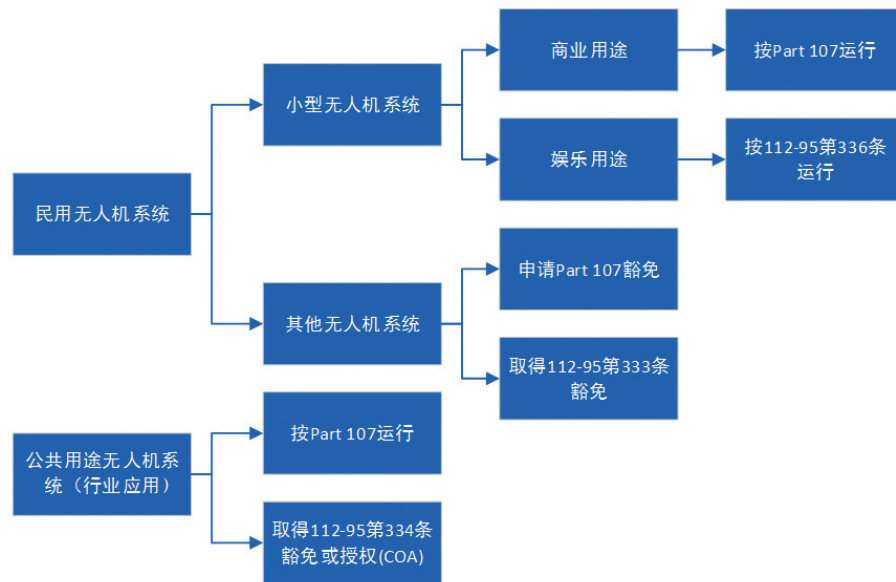 民用无人机系统
小型无人机系统
商业用途
按Part 107运行
娱乐用途
按112-95第336条
运行
其他无人机系统
申请Part 107豁免
取得112-95第333条
豁免
公共用途无人机系
统（行业应用）
按Part 107运行
取得112-95第334条
豁免或授权(COA)